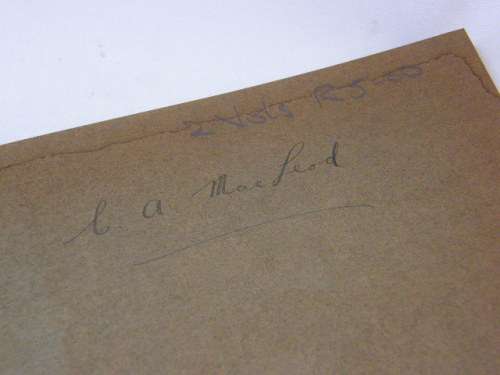 2 Vols R5-00
C. A. MacLeod